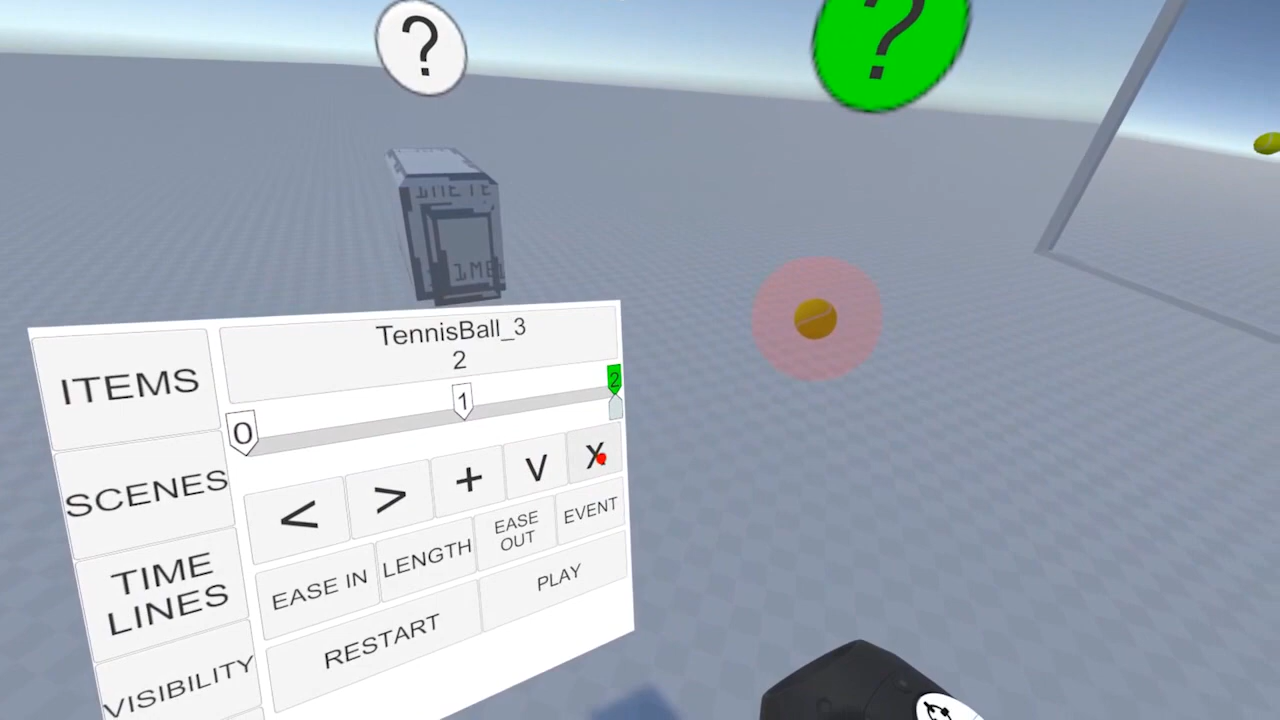 ?
?
TennisBall_3
2
0
1
2
ITEMS
SCENES
TIME
LINES
VISIBILITY
<
>
+
V
X
EASE IN
LENGTH
EASE
OUT
EVENT
RESTART
PLAY